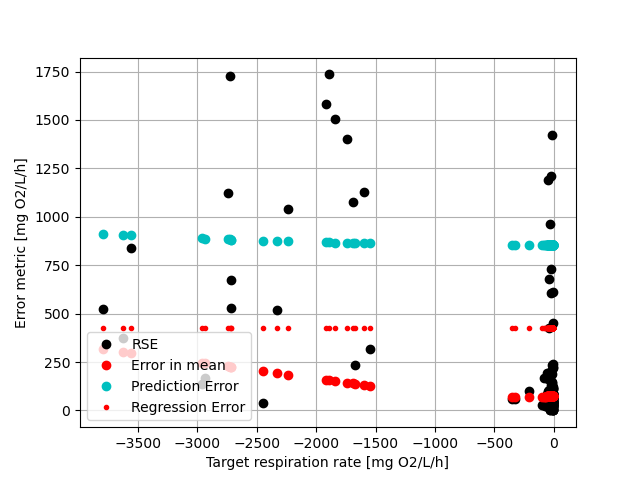 1750
1500
1250
1000
750
500
250
0
Error metric [mg O2/L/h]
RSE
Error in mean
Prediction Error
Regression Error
−3500 −3000 −2500 −2000 −1500 −1000 −500 0
Target respiration rate [mg O2/L/h]